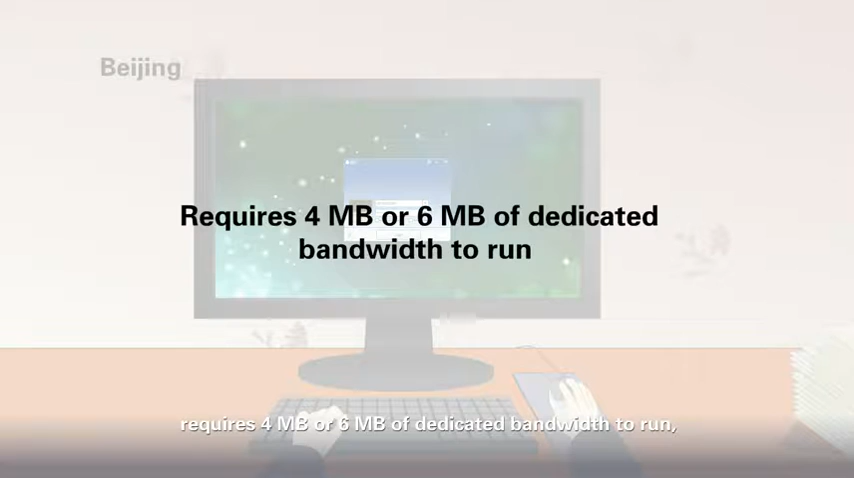 Beijing
Requires 4 MB or 6 MB of dedicated
bandwidth to run
requires 4 MB or 6 MB of dedicated bandwidth to run,